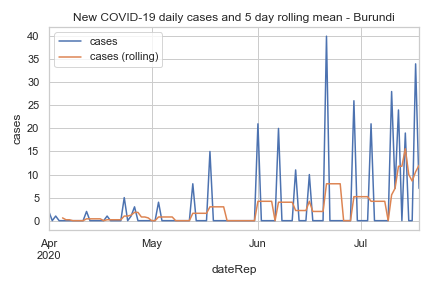 New COVID-19 daily cases and 5 day rolling mean - Burundi
cases
cases (rolling)
cases
40
35
30
25
20
15
10
5
0
Apr
2020
May
Jun
Jul
dateRep